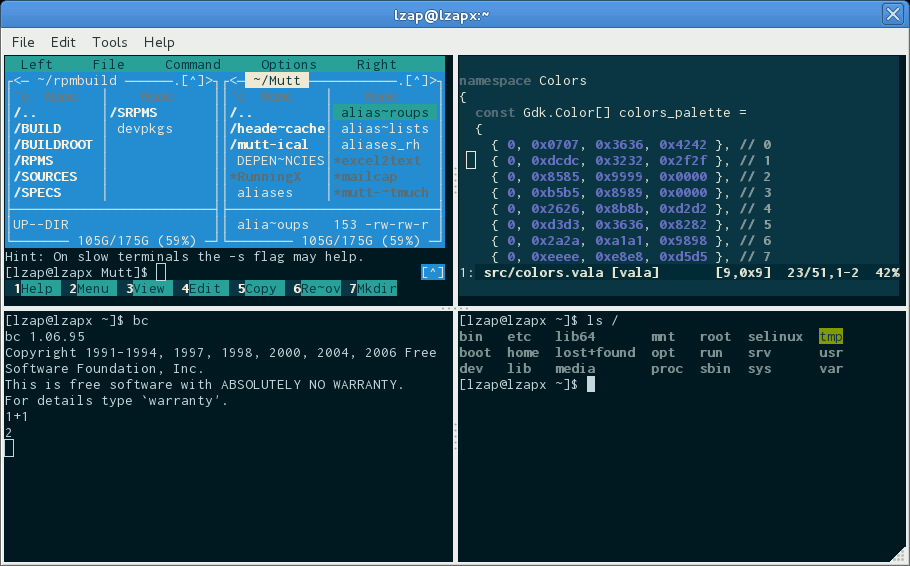 lzap@lzapx:~
File Edit Tools Help
Left File Command Options Right
<— ~/rpmbuild .[^]> <— ~/Mutt .[^]>
'n Name Name 'n Name Name
/.. /SRPMS /.. alias~roups
/BUILD devpkgs /heade~cache alias~lists
/BUILDROOT /mutt-ical aliases_rh
/RPMS DEPEN~NCIES *excel2text
/SOURCES *RunningX *mailcap
/SPECS aliases *mutt-~tmuch
UP--DIR alia~oups 153 -rw-rw-r
105G/175G (59%) 105G/175G (59%)
Hint: On slow terminals the -s flag may help.
[lzap@lzapx Mutt]$ [^]
1Help 2Menu 3View 4Edit 5Copy 6Re~ov 7Mkdir
namespace Colors
{
const Gdk.Color[] colors_palette =
{
{ 0, 0x0707, 0x3636, 0x4242 }, // 0
{ 0, 0xdcdc, 0x3232, 0x2f2f }, // 1
{ 0, 0x8585, 0x9999, 0x0000 }, // 2
{ 0, 0xb5b5, 0x8989, 0x0000 }, // 3
{ 0, 0x2626, 0x8b8b, 0xd2d2 }, // 4
{ 0, 0xd3d3, 0x3636, 0x8282 }, // 5
{ 0, 0x2a2a, 0xa1a1, 0x9898 }, // 6
{ 0, 0xeeee, 0xe8e8, 0xd5d5 }, // 7
1: src/colors.vala [vala] [9,0x9] 23/51,1-2 42%
[lzap@lzapx ~]$ bc
bc 1.06.95
Copyright 1991-1994, 1997, 1998, 2000, 2004, 2006 Free
Software Foundation, Inc.
This is free software with ABSOLUTELY NO WARRANTY.
For details type `warranty'.
1+1
2
[lzap@lzapx ~]$ ls /
bin etc lib64 mnt root selinux tmp
boot home lost+found opt run srv usr
dev lib media proc sbin sys var
[lzap@lzapx ~]$